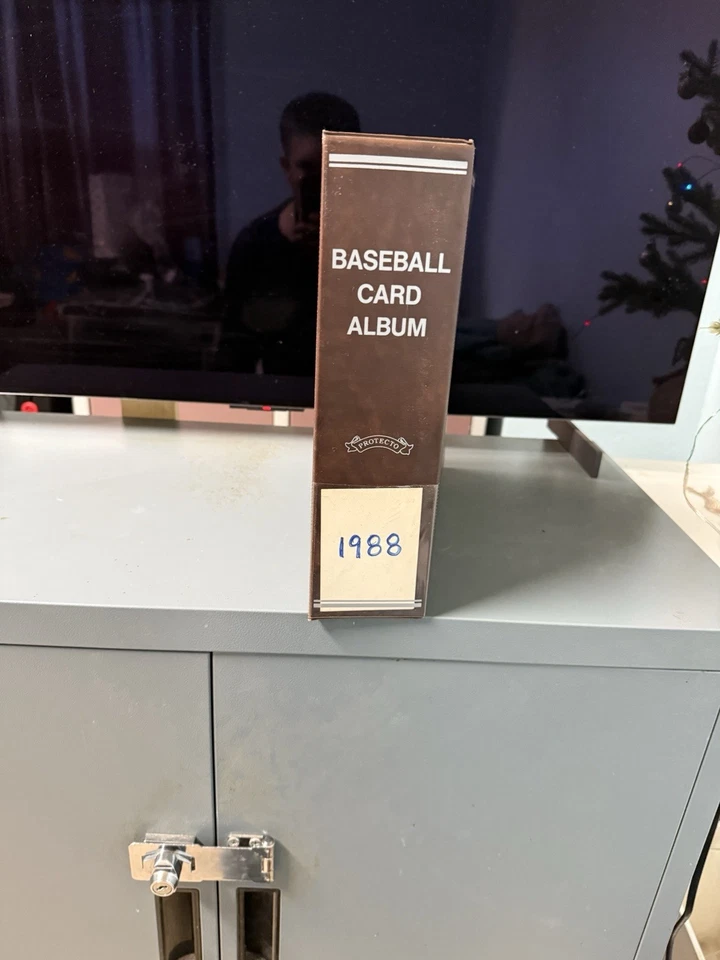 BASEBALL
CARD
ALBUM
PROTECTO
1988